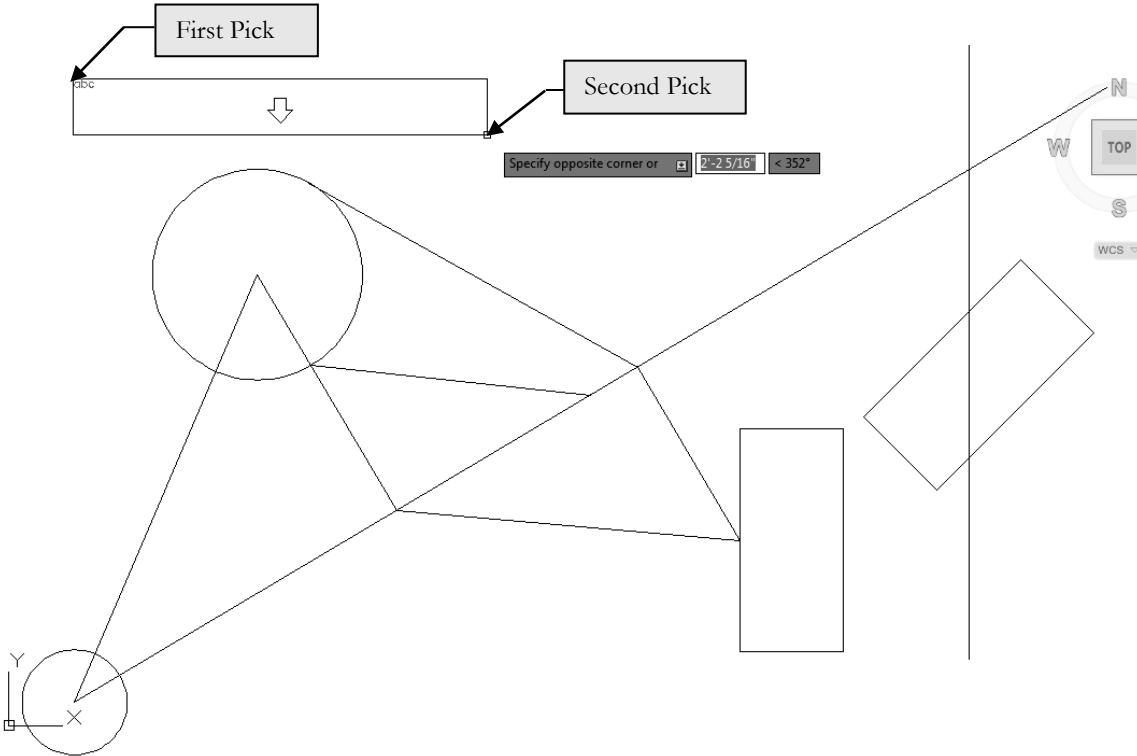 First Pick
abc
Second Pick
Specify opposite corner or 2'-2 5/16" < 352°
N
W
TOP
S
WCS
Y
X